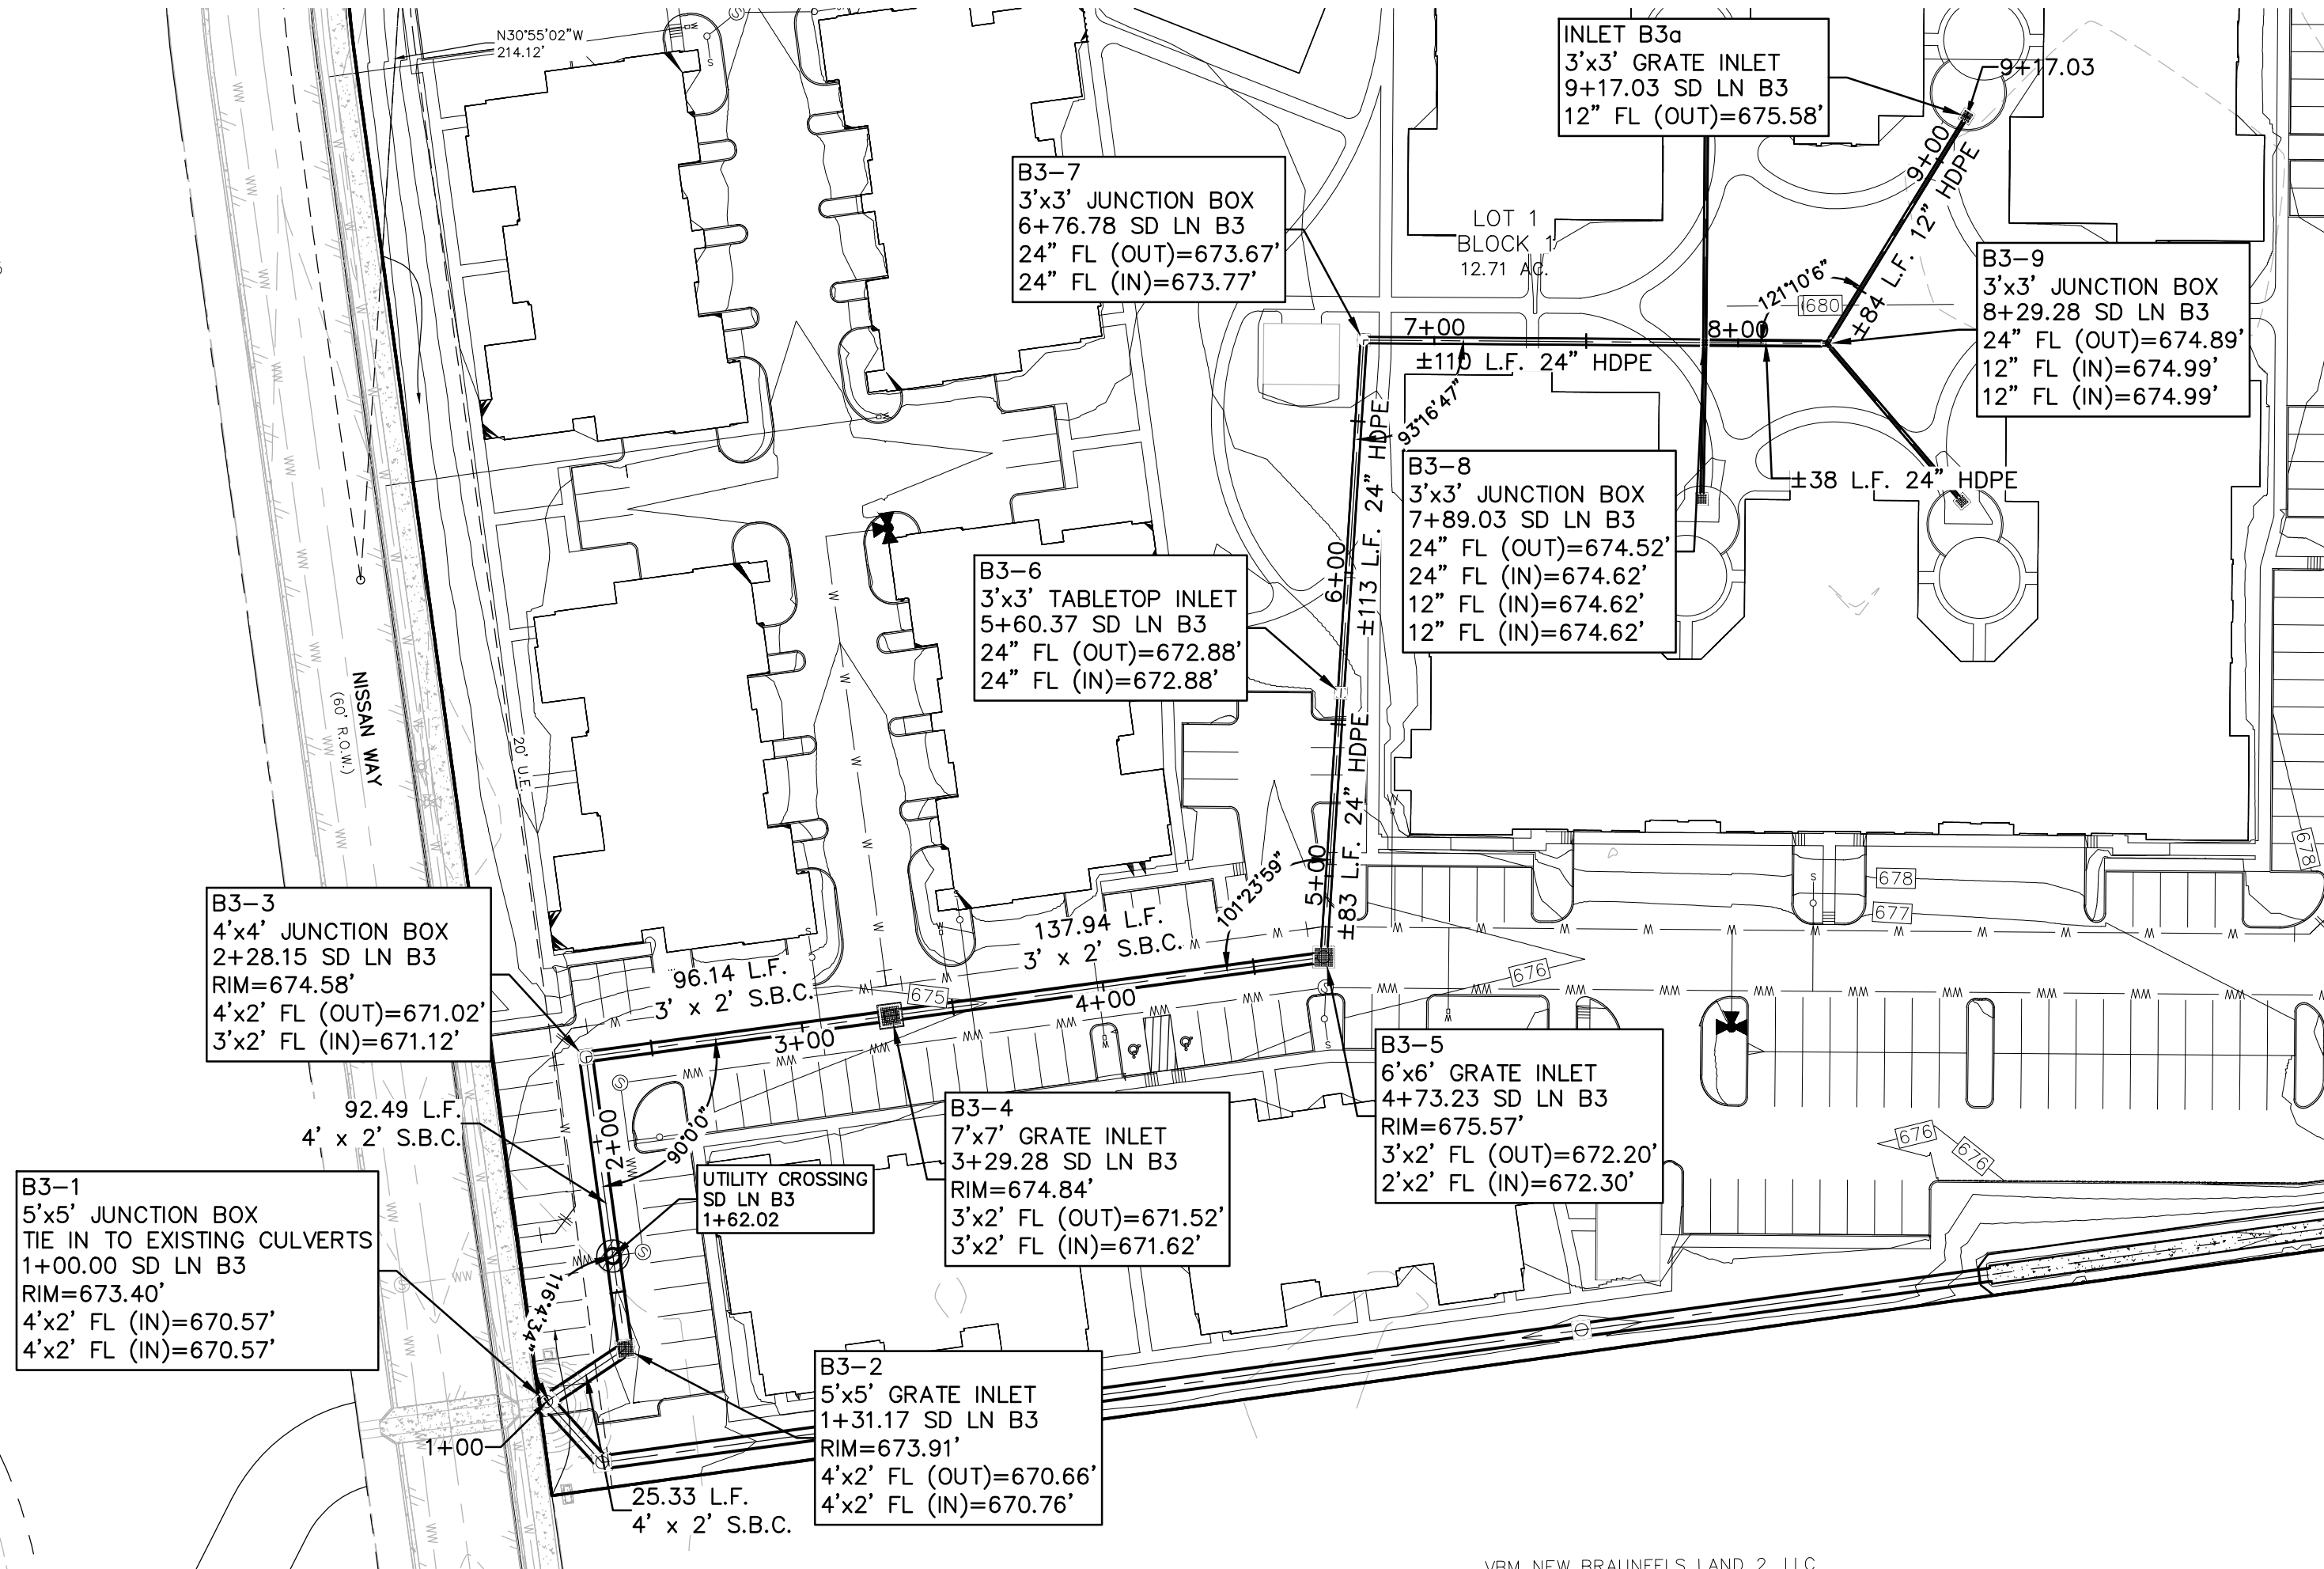 N30°55'02"W
214.12'
INLET B3a
3'x3' GRATE INLET
9+17.03 SD LN B3
12" FL (OUT)=675.58'
9+17.03
9+00
±84 L.F. 12" HDPE
B3-7
3'x3' JUNCTION BOX
6+76.78 SD LN B3
24" FL (OUT)=673.67'
24" FL (IN)=673.77'
LOT 1
BLOCK 1
12.71 AC.
B3-9
3'x3' JUNCTION BOX
8+29.28 SD LN B3
24" FL (OUT)=674.89'
12" FL (IN)=674.99'
12" FL (IN)=674.99'
121°10'6"
680
7+00
8+00
±110 L.F. 24" HDPE
93°16'47"
±38 L.F. 24" HDPE
B3-8
3'x3' JUNCTION BOX
7+89.03 SD LN B3
24" FL (OUT)=674.52'
24" FL (IN)=674.62'
12" FL (IN)=674.62'
12" FL (IN)=674.62'
±113 L.F. 24" HDPE
6+00
B3-6
3'x3' TABLETOP INLET
5+60.37 SD LN B3
24" FL (OUT)=672.88'
24" FL (IN)=672.88'
NISSAN WAY
(60' R.O.W.)
20' U.E.
±83 L.F. 24" HDPE
5+00
101°23'59"
678
678
677
676
B3-3
4'x4' JUNCTION BOX
2+28.15 SD LN B3
RIM=674.58'
4'x2' FL (OUT)=671.02'
3'x2' FL (IN)=671.12'
96.14 L.F.
3' x 2' S.B.C.
137.94 L.F.
3' x 2' S.B.C.
675
3+00
4+00
92.49 L.F.
4' x 2' S.B.C.
2+00
90°0'0"
UTILITY CROSSING
SD LN B3
1+62.02
B3-4
7'x7' GRATE INLET
3+29.28 SD LN B3
RIM=674.84'
3'x2' FL (OUT)=671.52'
3'x2' FL (IN)=671.62'
B3-5
6'x6' GRATE INLET
4+73.23 SD LN B3
RIM=675.57'
3'x2' FL (OUT)=672.20'
2'x2' FL (IN)=672.30'
676
676
B3-1
5'x5' JUNCTION BOX
TIE IN TO EXISTING CULVERTS
1+00.00 SD LN B3
RIM=673.40'
4'x2' FL (IN)=670.57'
4'x2' FL (IN)=670.57'
116°4'34"
B3-2
5'x5' GRATE INLET
1+31.17 SD LN B3
RIM=673.91'
4'x2' FL (OUT)=670.66'
4'x2' FL (IN)=670.76'
1+00
25.33 L.F.
4' x 2' S.B.C.
VBM NEW BRAUNFELS LAND 2, LLC